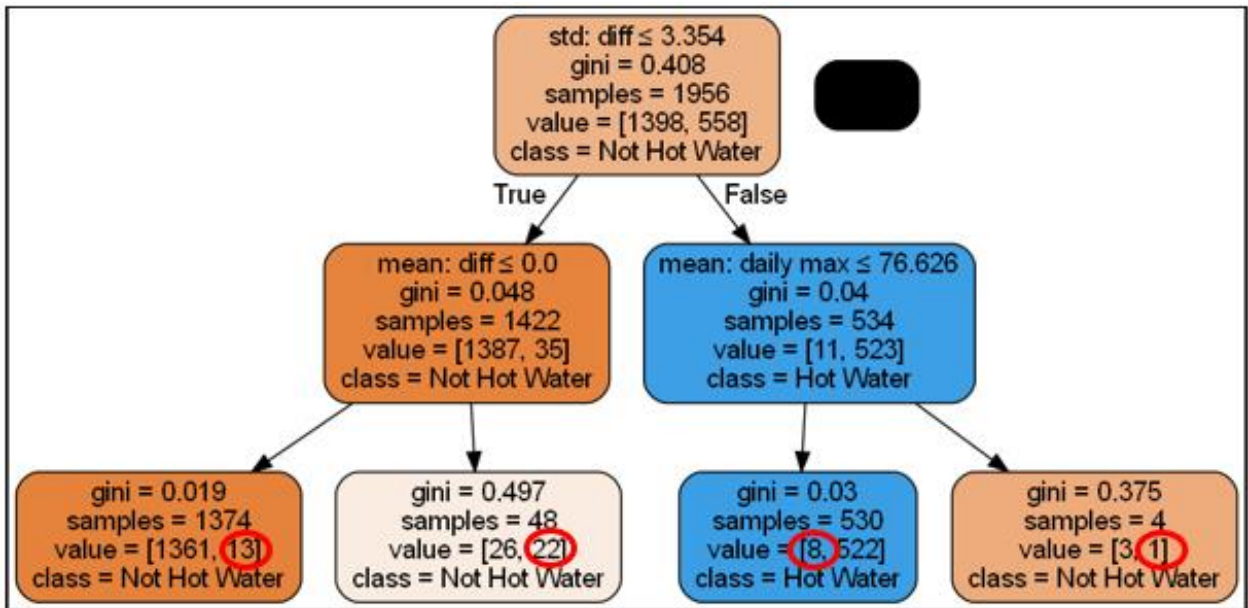 std: diff ≤ 3.354
gini = 0.408
samples = 1956
value = [1398, 558]
class = Not Hot Water
True
False
mean: diff ≤ 0.0
gini = 0.048
samples = 1422
value = [1387, 35]
class = Not Hot Water
mean: daily max ≤ 76.626
gini = 0.04
samples = 534
value = [11, 523]
class = Hot Water
gini = 0.019
samples = 1374
value = [1361, 13]
class = Not Hot Water
gini = 0.497
samples = 48
value = [26, 22]
class = Not Hot Water
gini = 0.03
samples = 530
value = [8, 522]
class = Hot Water
gini = 0.375
samples = 4
value = [3, 1]
class = Not Hot Water